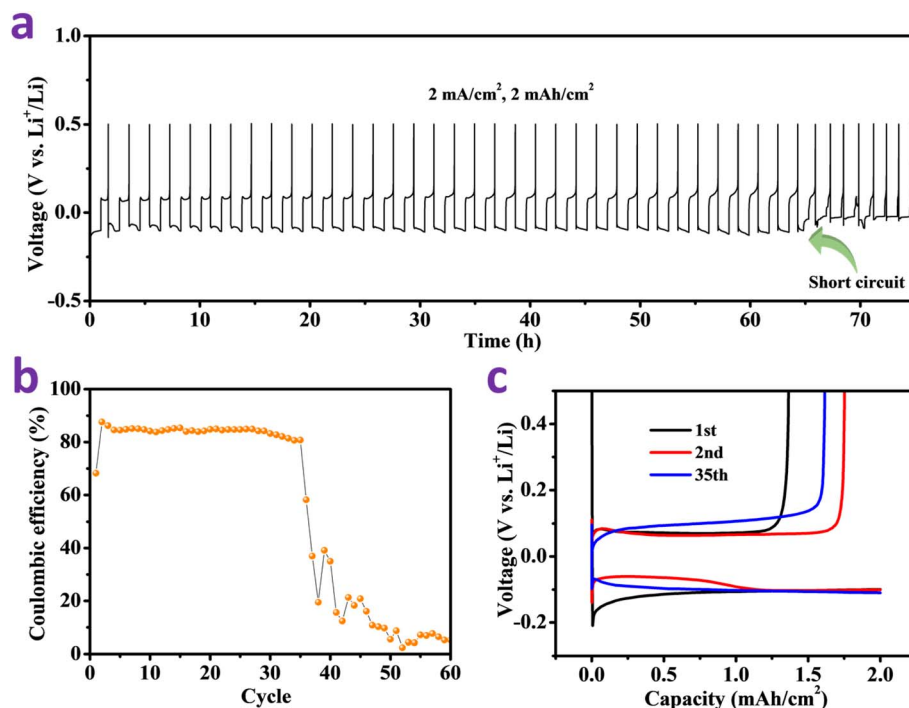 a
1.0
0.5
0.0
-0.5
Voltage (V vs. Li⁺/Li)
2 mA/cm², 2 mAh/cm²
Short circuit
0 10 20 30 40 50 60 70
Time (h)
b
100
80
60
40
20
0
Coulombic efficiency (%)
0 10 20 30 40 50 60
Cycle
c
0.4
0.2
0.0
-0.2
Voltage (V vs. Li⁺/Li)
1st
2nd
35th
0.0 0.5 1.0 1.5 2.0
Capacity (mAh/cm²)